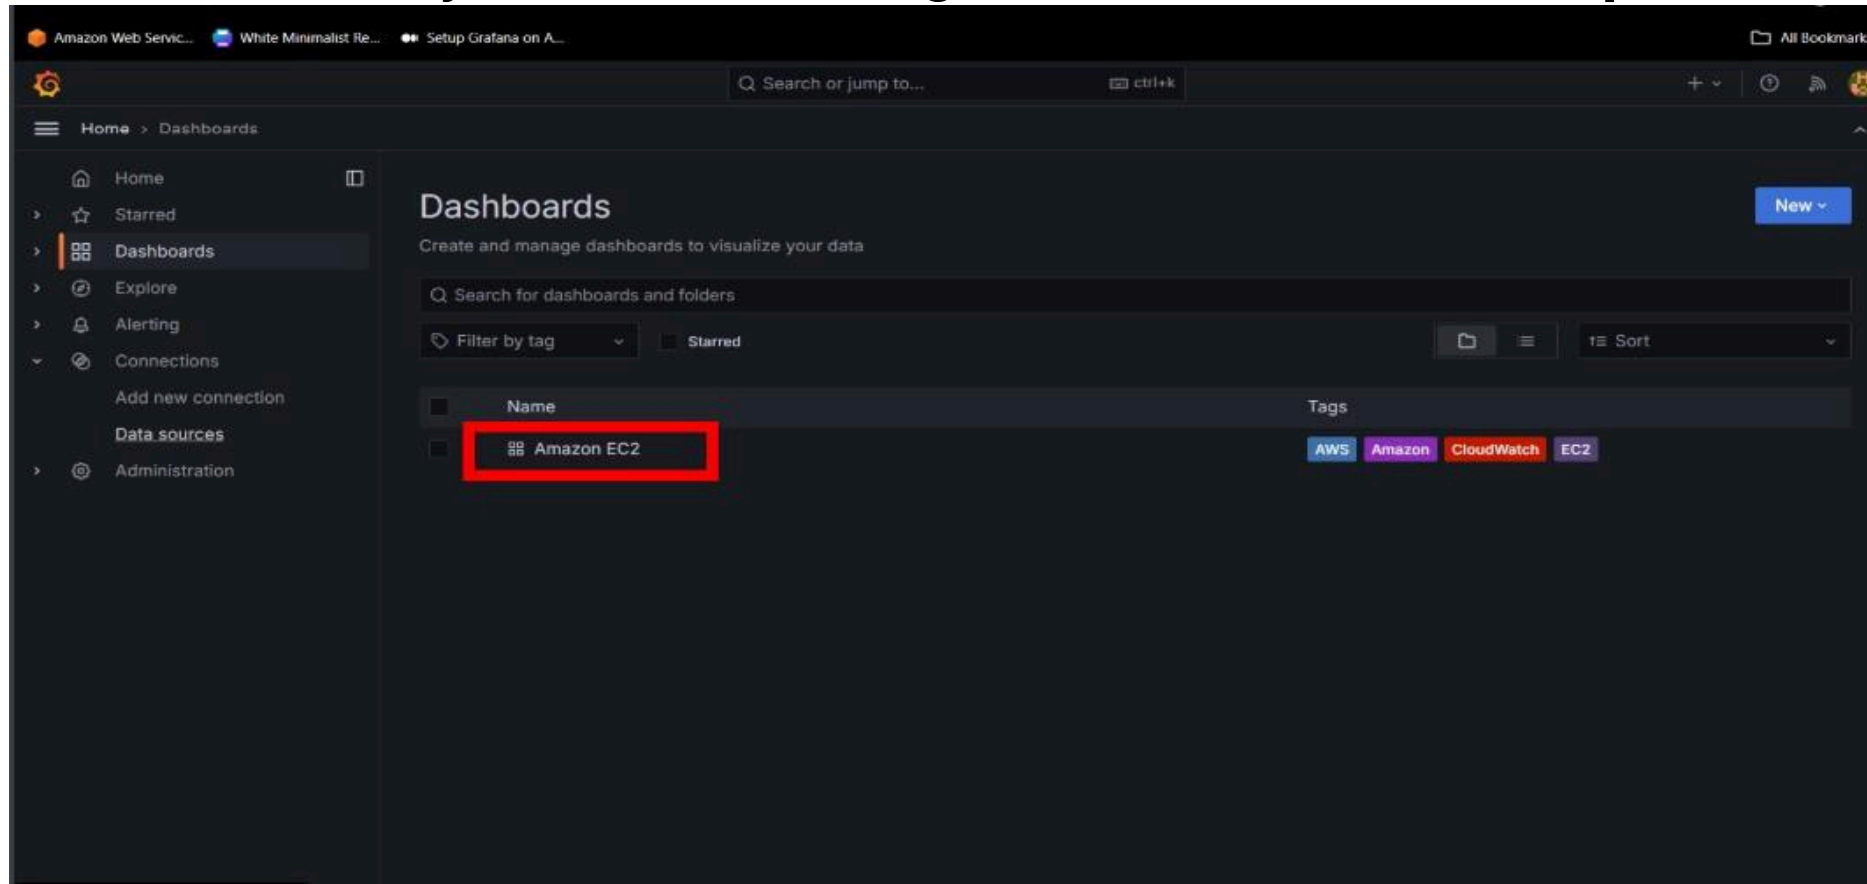 Amazon Web Servic... White Minimalist Re... Setup Grafana on A... All Bookmark
Search or jump to... ctrl+k
Home > Dashboards
Home
Starred
Dashboards
Explore
Alerting
Connections
Add new connection
Data sources
Administration
Dashboards
New
Create and manage dashboards to visualize your data
Search for dashboards and folders
Filter by tag Starred Sort
Name Tags
Amazon EC2 AWS Amazon CloudWatch EC2